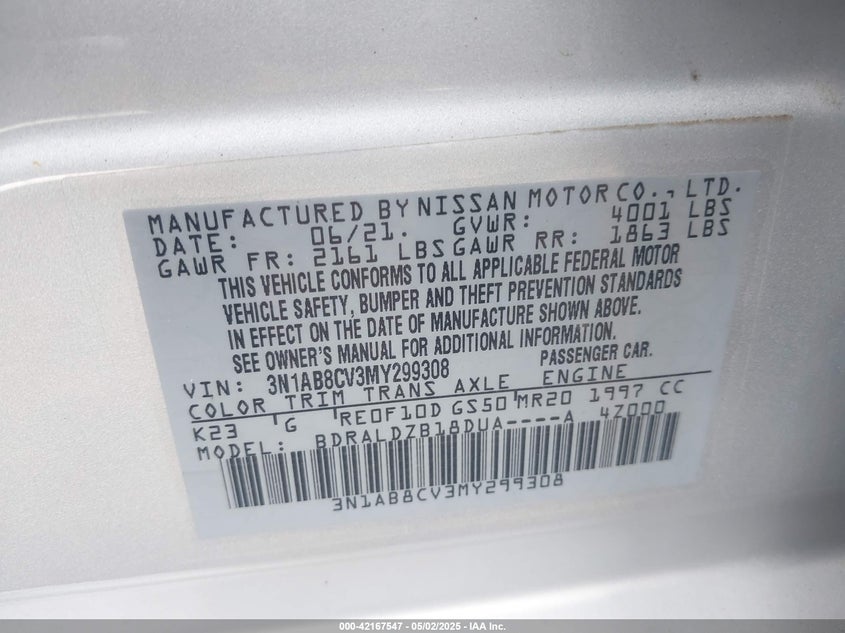 MANUFACTURED BY NISSAN MOTOR CO., LTD.
DATE: 06/21. GVWR: 4001 LBS
GAWR FR: 2161 LBS GAWR RR: 1863 LBS
THIS VEHICLE CONFORMS TO ALL APPLICABLE FEDERAL MOTOR
VEHICLE SAFETY, BUMPER AND THEFT PREVENTION STANDARDS
IN EFFECT ON THE DATE OF MANUFACTURE SHOWN ABOVE.
SEE OWNER'S MANUAL FOR ADDITIONAL INFORMATION.
VIN: 3N1AB8CV3MY299308 PASSENGER CAR.
COLOR TRIM TRANS AXLE ENGINE
K23 G RE0F10D GS50 MR20 1997 CC
MODEL: BDRALDZB18DUA----A 4Z000
3N1AB8CV3MY299308
000-42167547 - 05/02/2025 - IAA Inc.